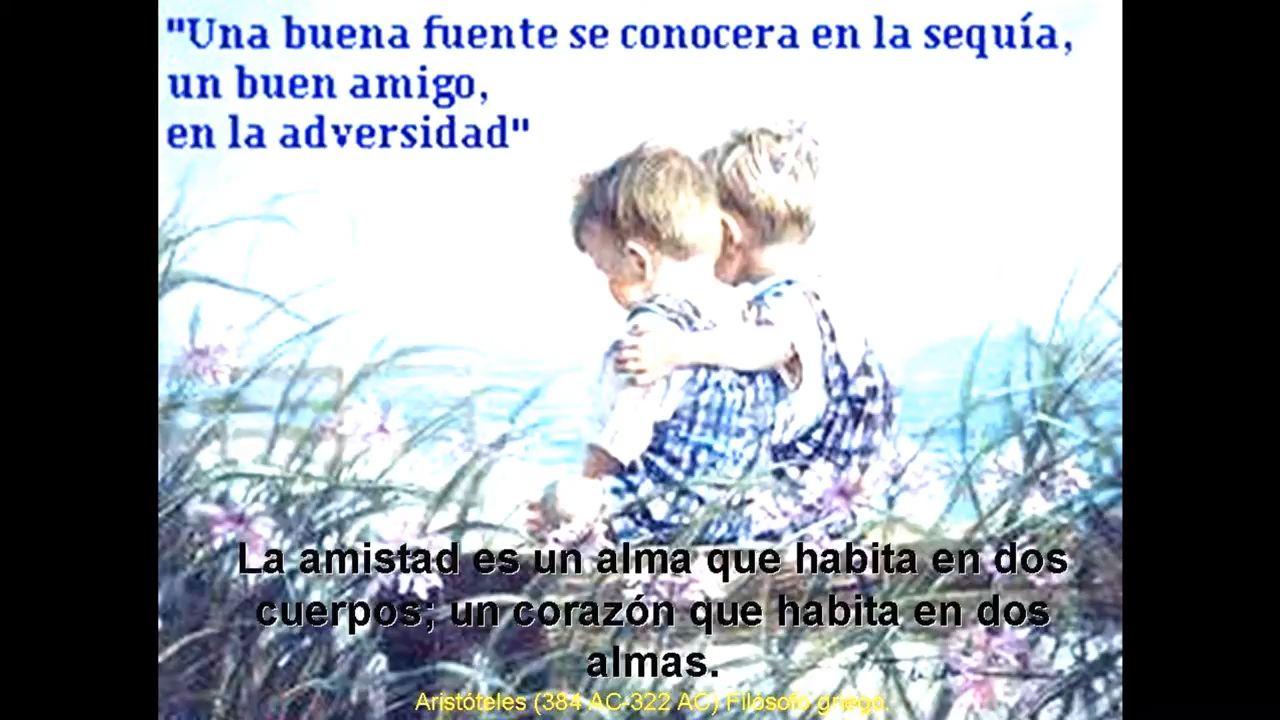 "Una buena fuente se conocera en la sequía,
un buen amigo,
en la adversidad"
La amistad es un alma que habita en dos
cuerpos; un corazón que habita en dos
almas.
Aristóteles (384 AC-322 AC) Filósofo griego.